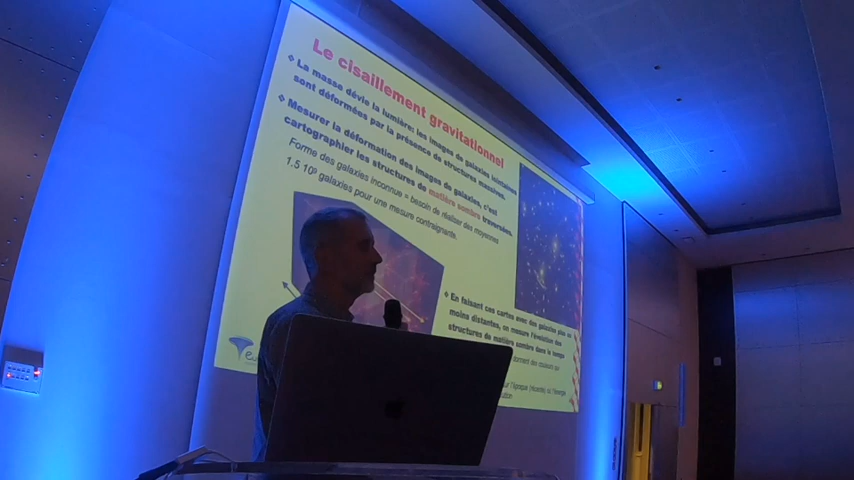 Le cisaillement gravitationnel
La masse dévie la lumière: les images de galaxies lointaines
sont déformées par la présence de structures massives.
Mesurer la déformation des images de galaxies, c'est
cartographier les structures de matière sombre traversées.
Forme des galaxies inconnue = besoin de réaliser des moyennes
1.5 10⁹ galaxies pour une mesure contraignante.
En faisant ces cartes avec des galaxies plus et
moins distantes, on mesure l'évolution des
structures de matière sombre dans le temps